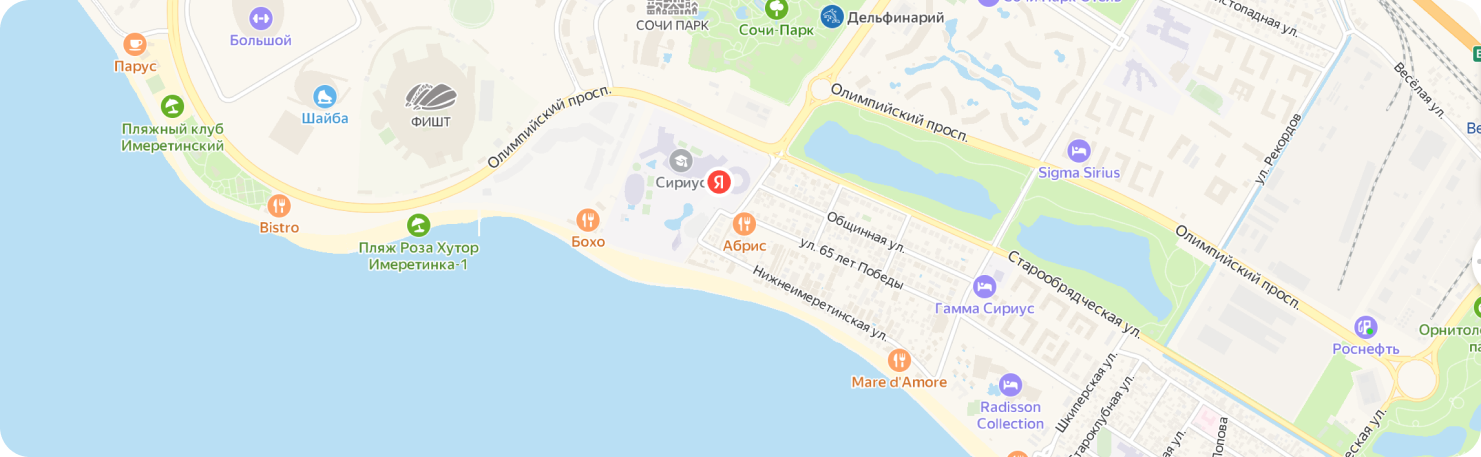 Дельфинарий
СОЧИ ПАРК
Сочи-Парк
Большой
Парус
Весёлая ул.
Шайба
ФИШТ
Олимпийский просп.
Олимпийский просп.
Пляжный клуб
Имеретинский
ул. Рекордов
Sigma Sirius
Сириус
Я
Bistro
Бохо
Абрис
Пляж Роза Хутор
Имеретинка-1
Общинная ул.
ул. 65 лет Победы
Нижнеимеретинская ул.
Старообрядческая ул.
Олимпийский просп.
Гамма Сириус
Роснефть
Mare d'Amore
Radisson
Collection
Шкиперская ул.
Староклубная ул.